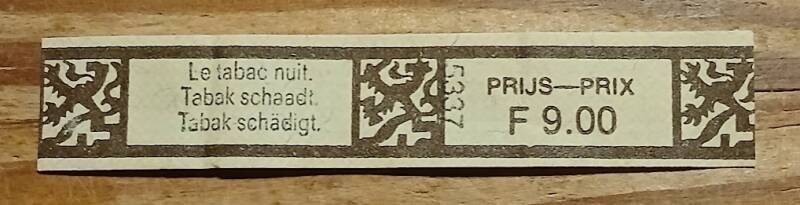 Le tabac nuit.
Tabak schaadt.
Tabak schädigt.
5337
PRIJS—PRIX
F 9.00